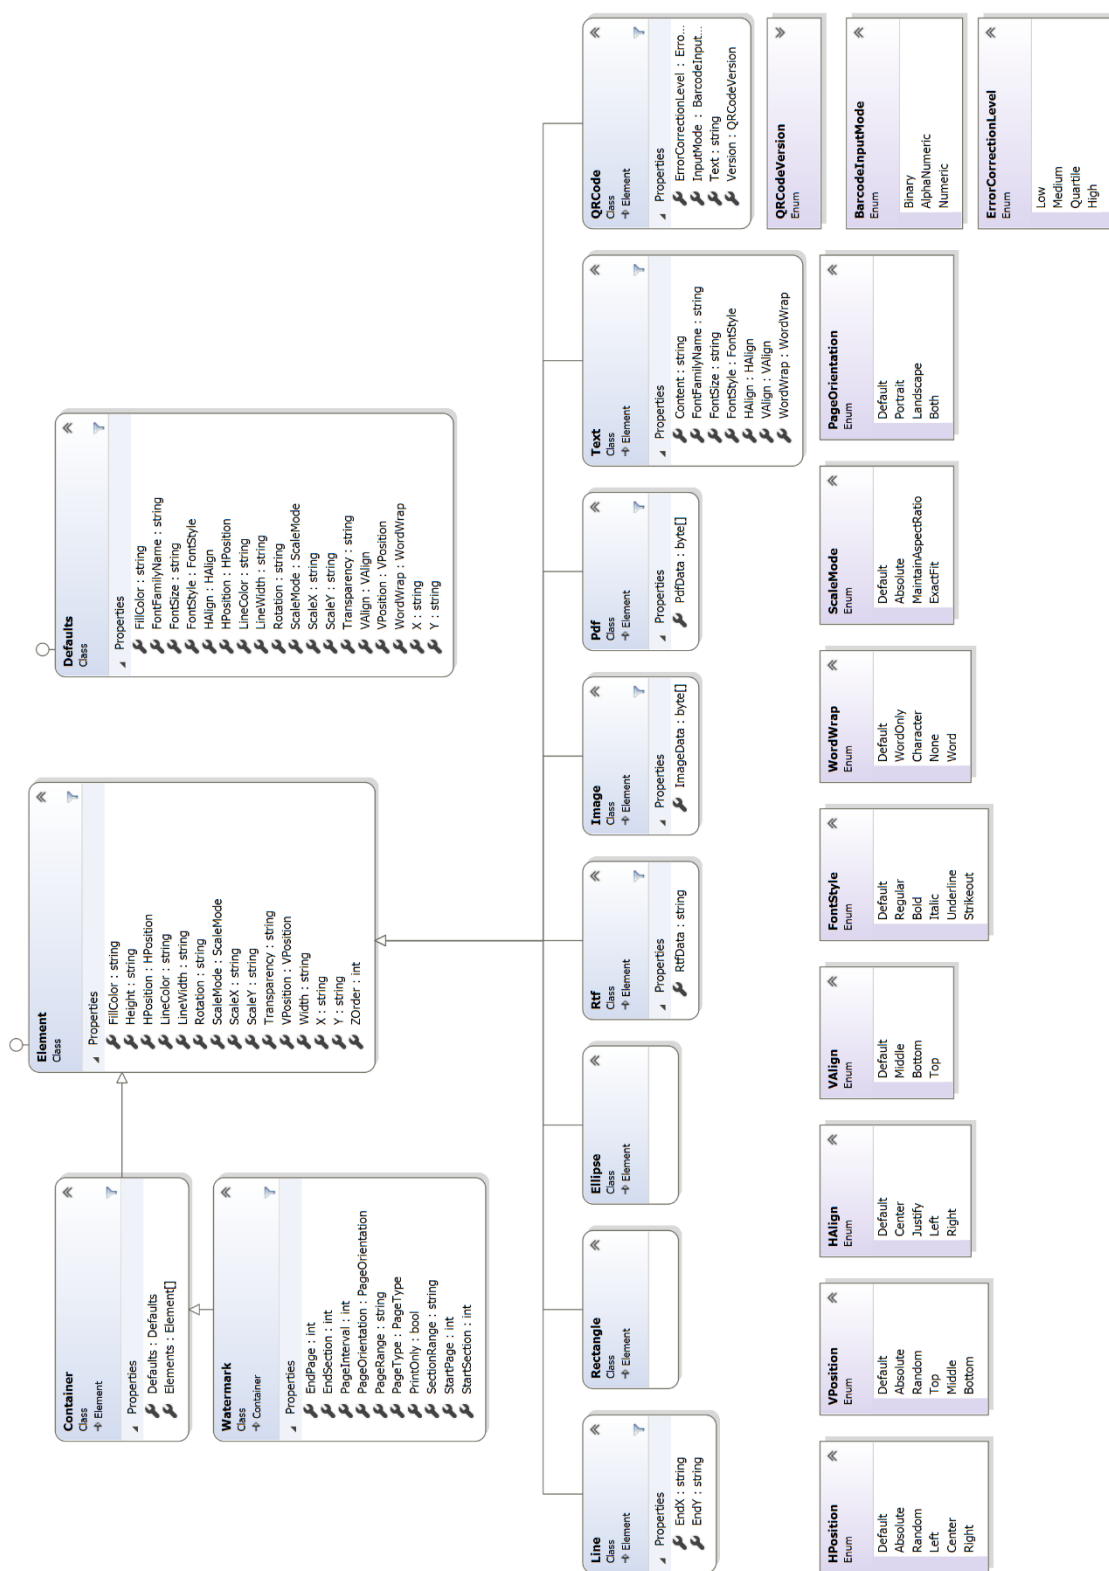 Element
Class
Properties
FillColor : string
Height : string
HPosition : HPosition
LineColor : string
LineWidth : string
Rotation : string
ScaleMode : ScaleMode
ScaleX : string
ScaleY : string
Transparency : string
VPosition : VPosition
Width : string
X : string
Y : string
ZOrder : int
Container
Class
Element
Properties
Defaults : Defaults
Elements : Element[]
Defaults
Class
Properties
FillColor : string
FontFamilyName : string
FontSize : string
FontStyle : FontStyle
HAlign : HAlign
HPosition : HPosition
LineColor : string
LineWidth : string
Rotation : string
ScaleMode : ScaleMode
ScaleX : string
ScaleY : string
Transparency : string
VAlign : VAlign
VPosition : VPosition
WordWrap : WordWrap
X : string
Y : string
Watermark
Class
Container
Properties
EndPage : int
EndSection : int
PageInterval : int
PageOrientation : PageOrientation
PageRange : string
PageType : PageType
PrintOnly : bool
SectionRange : string
StartPage : int
StartSection : int
Line
Class
Element
Properties
EndX : string
EndY : string
Rectangle
Class
Element
Ellipse
Class
Element
Rtf
Class
Element
Properties
RtfData : string
Image
Class
Element
Properties
ImageData : byte[]
Pdf
Class
Element
Properties
PdfData : byte[]
Text
Class
Element
Properties
Content : string
FontFamilyName : string
FontSize : string
FontStyle : FontStyle
HAlign : HAlign
VAlign : VAlign
WordWrap : WordWrap
QRCode
Class
Element
Properties
ErrorCorrectionLevel : Erro...
InputMode : BarcodeInput...
Text : string
Version : QRCodeVersion
QRCodeVersion
Enum
HPosition
Enum
Default
Absolute
Random
Left
Center
Right
VPosition
Enum
Default
Absolute
Random
Top
Middle
Bottom
HAlign
Enum
Default
Center
Justify
Left
Right
VAlign
Enum
Default
Middle
Bottom
Top
FontStyle
Enum
Default
Regular
Bold
Italic
Underline
Strikeout
WordWrap
Enum
Default
WordOnly
Character
None
Word
ScaleMode
Enum
Default
Absolute
MaintainAspectRatio
ExactFit
PageOrientation
Enum
Default
Portrait
Landscape
Both
BarcodeInputMode
Enum
Binary
AlphaNumeric
Numeric
ErrorCorrectionLevel
Enum
Low
Medium
Quartile
High